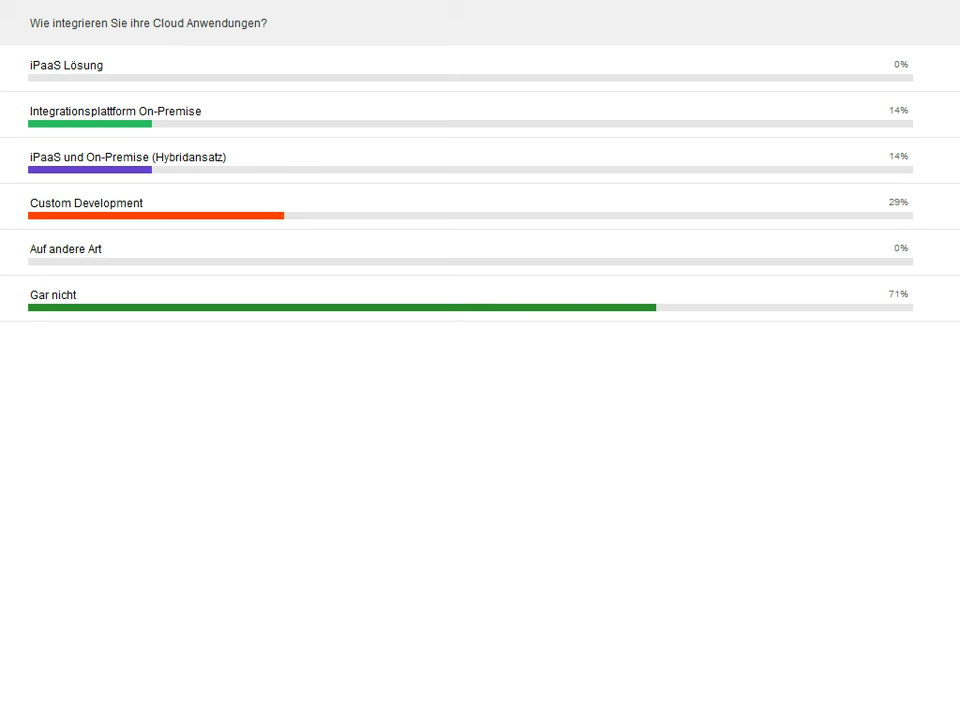 Wie integrieren Sie ihre Cloud Anwendungen?
iPaaS Lösung 0%
Integrationsplattform On-Premise 14%
iPaaS und On-Premise (Hybridansatz) 14%
Custom Development 29%
Auf andere Art 0%
Gar nicht 71%